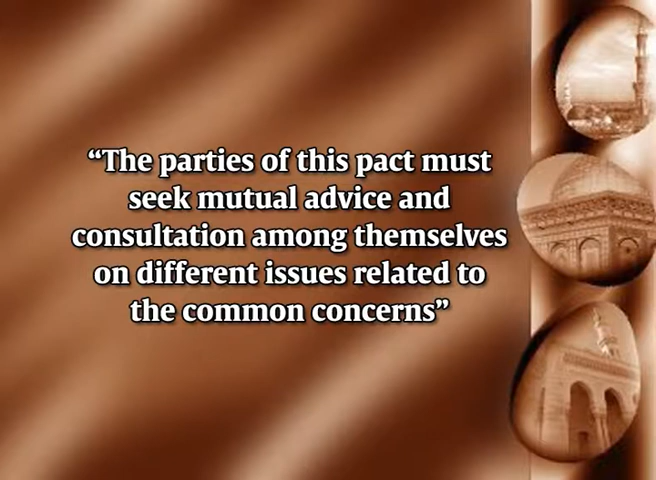 “The parties of this pact must
seek mutual advice and
consultation among themselves
on different issues related to
the common concerns”